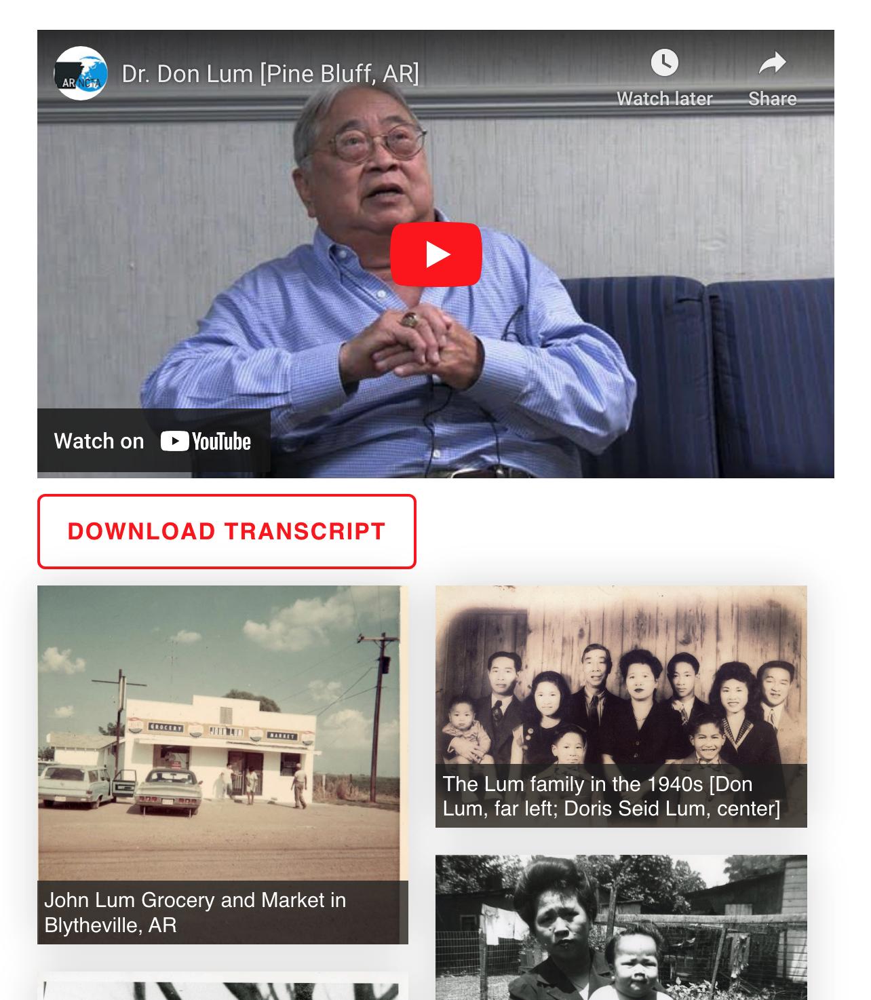 AR NCTA
Dr. Don Lum [Pine Bluff, AR]
Watch later
Share
Watch on YouTube
DOWNLOAD TRANSCRIPT
GROCERY JOHN LUM MARKET
John Lum Grocery and Market in
Blytheville, AR
The Lum family in the 1940s [Don
Lum, far left; Doris Seid Lum, center]